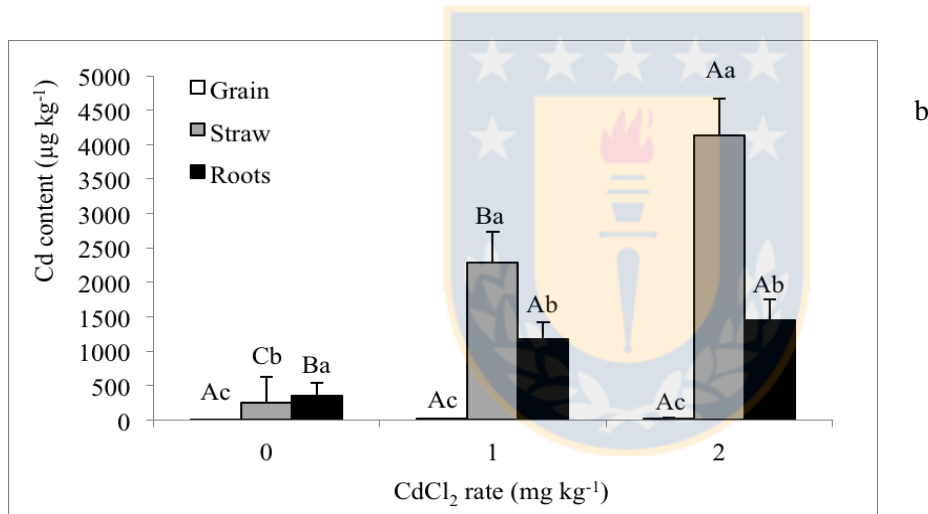 b
Cd content (µg kg⁻¹)
5000
4500
4000
3500
3000
2500
2000
1500
1000
500
0
Grain
Straw
Roots
Ac
Cb
Ba
Ac
Ba
Ab
Ac
Aa
Ab
0 1 2
CdCl₂ rate (mg kg⁻¹)